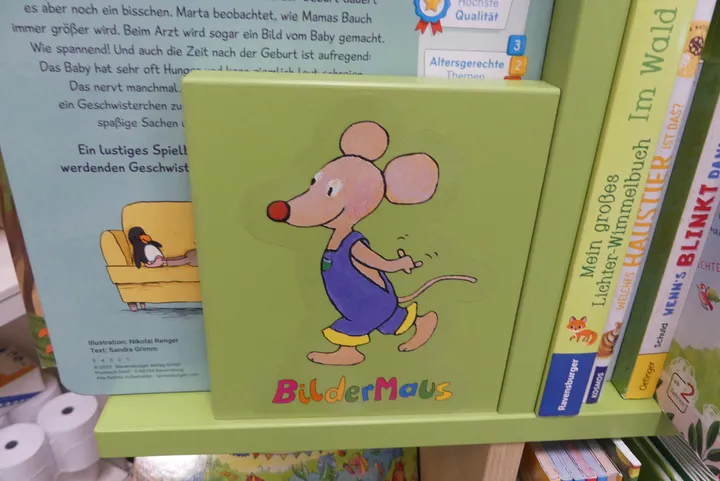 es aber noch ein bisschen. Marta beobachtet, wie Mamas Bauch
immer größer wird. Beim Arzt wird sogar ein Bild vom Baby gemacht.
Wie spannend! Und auch die Zeit nach der Geburt ist aufregend:
Das Baby hat sehr oft Hunger
Das nervt manchmal.
ein Geschwisterchen zu
spaßige Sachen
Ein lustiges
werdenden
Höchste
Qualität
3
Altersgerechte
Themen
2
Illustration: Nikolai Renger
Text: Sandra Grimm
BilderMaus
Mein großes
Lichter-Wimmelbuch Im Wald
Ravensburger
WELCHES HAUSTIER IST DAS?
KOSMOS
WENN'S BLINKT
Schuld
Oetinger
2